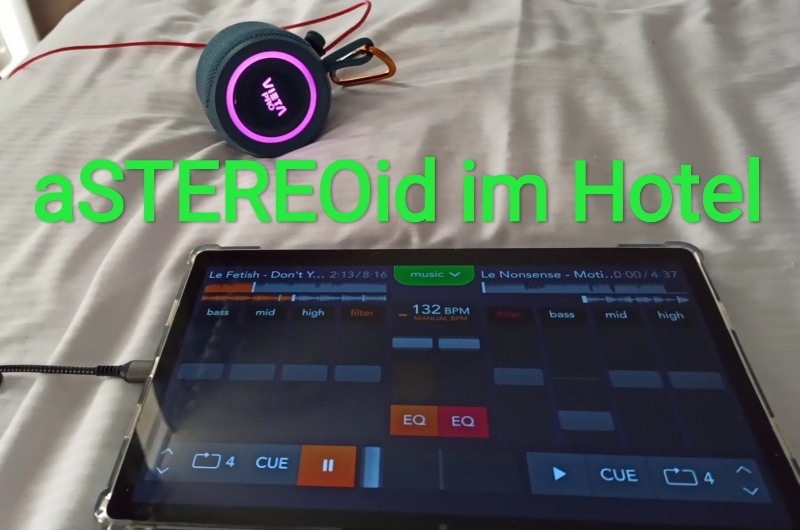 VIETA
PRO
aSTEREOid im Hotel
Le Fetish - Don't Y... 2:13/8 16
music
Le Nonsense - Moti...0:00/4 37
bass mid high filter
132 BPM
MANUAL BPM
filter bass mid high
EQ EQ
4 CUE
CUE 4